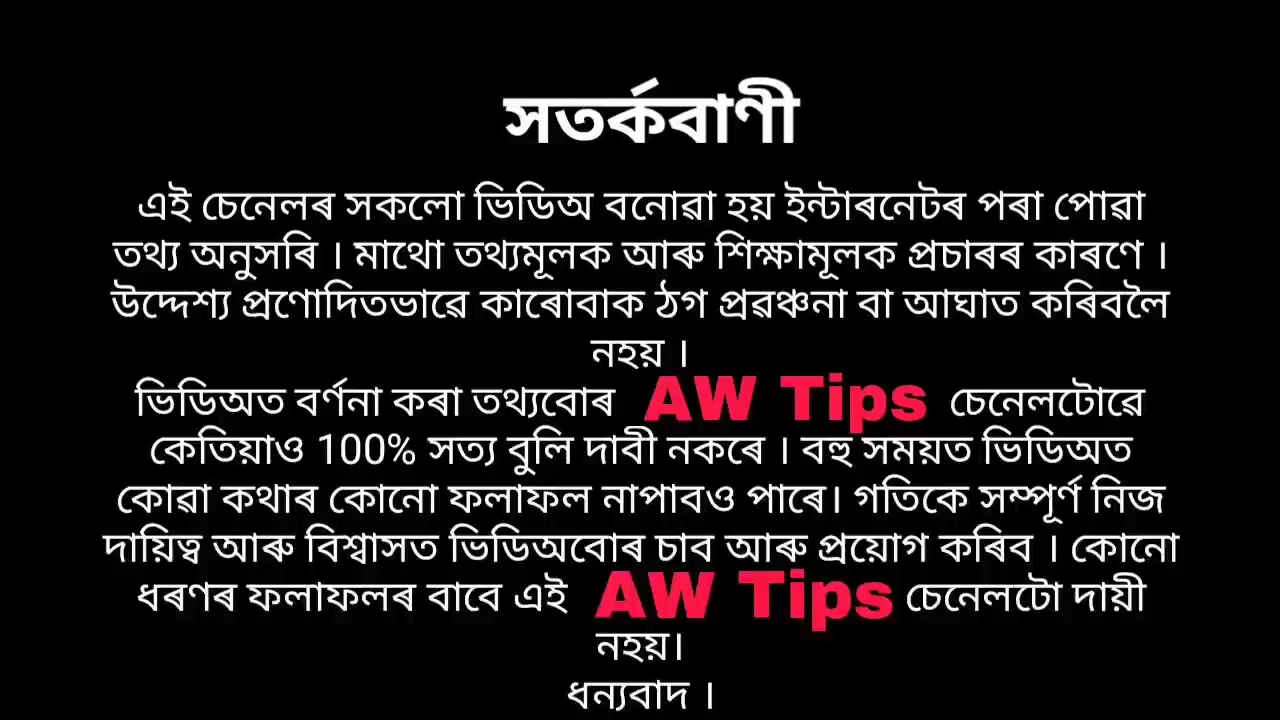 সতৰ্কবাণী
এই চেনেলৰ সকলো ভিডিঅ বনোৱা হয় ইন্টাৰনেটৰ পৰা পোৱা
তথ্য অনুসৰি । মাথো তথ্যমূলক আৰু শিক্ষামূলক প্ৰচাৰৰ কাৰণে ।
উদ্দেশ্য প্ৰণোদিতভাৱে কাৰোবাক ঠগ প্ৰৱঞ্চনা বা আঘাত কৰিবলৈ
নহয় ।
ভিডিঅত বৰ্ণনা কৰা তথ্যবোৰ AW Tips চেনেলটোৱে
কেতিয়াও 100% সত্য বুলি দাবী নকৰে । বহু সময়ত ভিডিঅত
কোৱা কথাৰ কোনো ফলাফল নাপাবও পাৰে। গতিকে সম্পূৰ্ণ নিজ
দায়িত্ব আৰু বিশ্বাসত ভিডিঅবোৰ চাব আৰু প্ৰয়োগ কৰিব । কোনো
ধৰণৰ ফলাফলৰ বাবে এই AW Tips চেনেলটো দায়ী
নহয়।
ধন্যবাদ ।